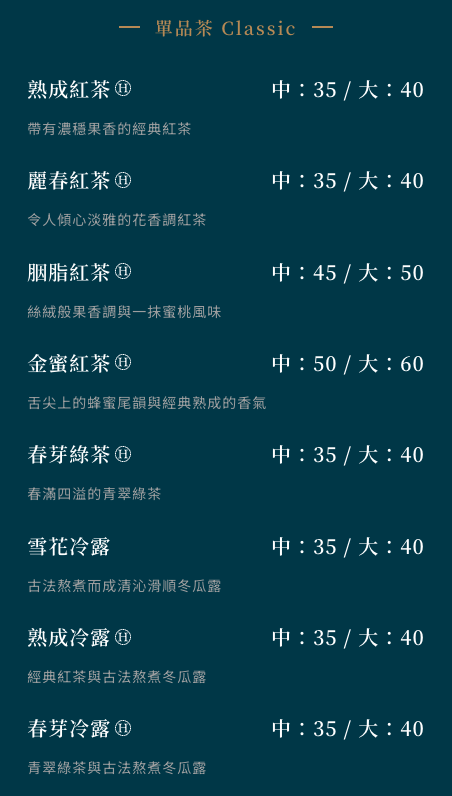 單品茶 Classic
熟成紅茶Ⓗ 中：35 / 大：40
帶有濃穩果香的經典紅茶
麗春紅茶Ⓗ 中：35 / 大：40
令人傾心淡雅的花香調紅茶
胭脂紅茶Ⓗ 中：45 / 大：50
絲絨般果香調與一抹蜜桃風味
金蜜紅茶Ⓗ 中：50 / 大：60
舌尖上的蜂蜜尾韻與經典熟成的香氣
春芽綠茶Ⓗ 中：35 / 大：40
春滿四溢的青翠綠茶
雪花冷露 中：35 / 大：40
古法熬煮而成清沁滑順冬瓜露
熟成冷露Ⓗ 中：35 / 大：40
經典紅茶與古法熬煮冬瓜露
春芽冷露Ⓗ 中：35 / 大：40
青翠綠茶與古法熬煮冬瓜露